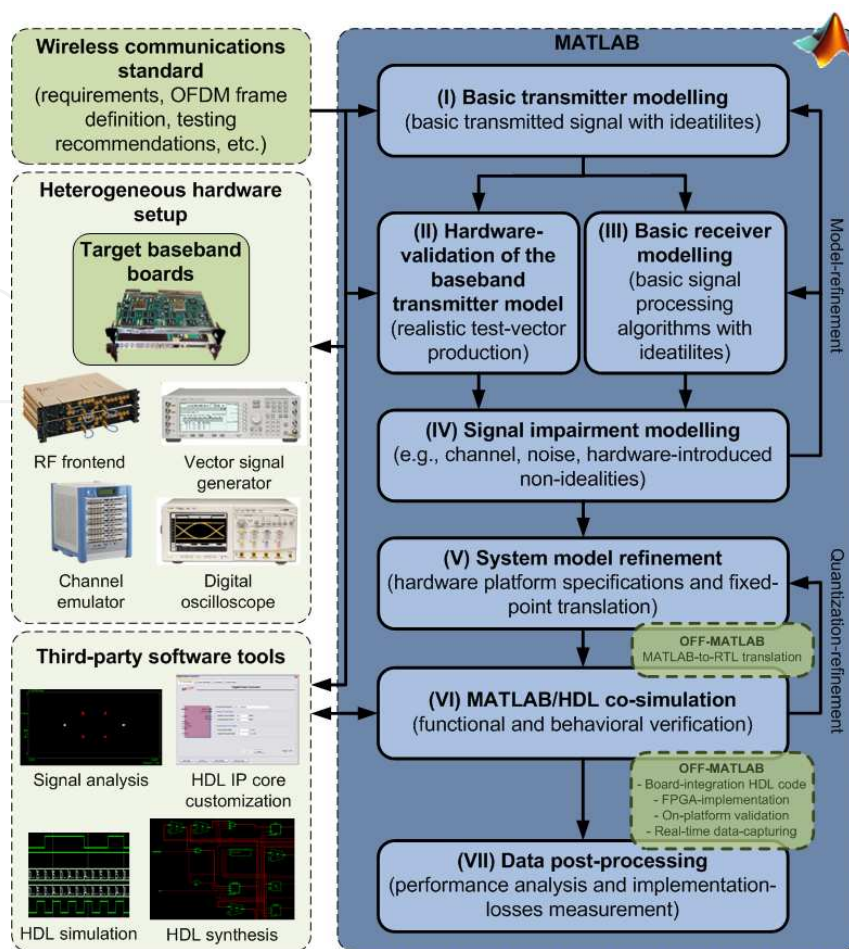 Wireless communications
standard
(requirements, OFDM frame
definition, testing
recommendations, etc.)
Heterogeneous hardware
setup
Target baseband
boards
RF frontend
Vector signal
generator
Channel
emulator
Digital
oscilloscope
Third-party software tools
Signal analysis
HDL IP core
customization
HDL simulation
HDL synthesis
MATLAB
(I) Basic transmitter modelling
(basic transmitted signal with ideatilites)
(II) Hardware-
validation of the
baseband
transmitter model
(realistic test-vector
production)
(III) Basic receiver
modelling
(basic signal
processing
algorithms with
ideatilites)
Model-refinement
(IV) Signal impairment modelling
(e.g., channel, noise, hardware-introduced
non-idealities)
(V) System model refinement
(hardware platform specifications and fixed-
point translation)
Quantization-refinement
OFF-MATLAB
MATLAB-to-RTL translation
(VI) MATLAB/HDL co-simulation
(functional and behavioral verification)
OFF-MATLAB
- Board-integration HDL code
- FPGA-implementation
- On-platform validation
- Real-time data-capturing
(VII) Data post-processing
(performance analysis and implementation-
losses measurement)